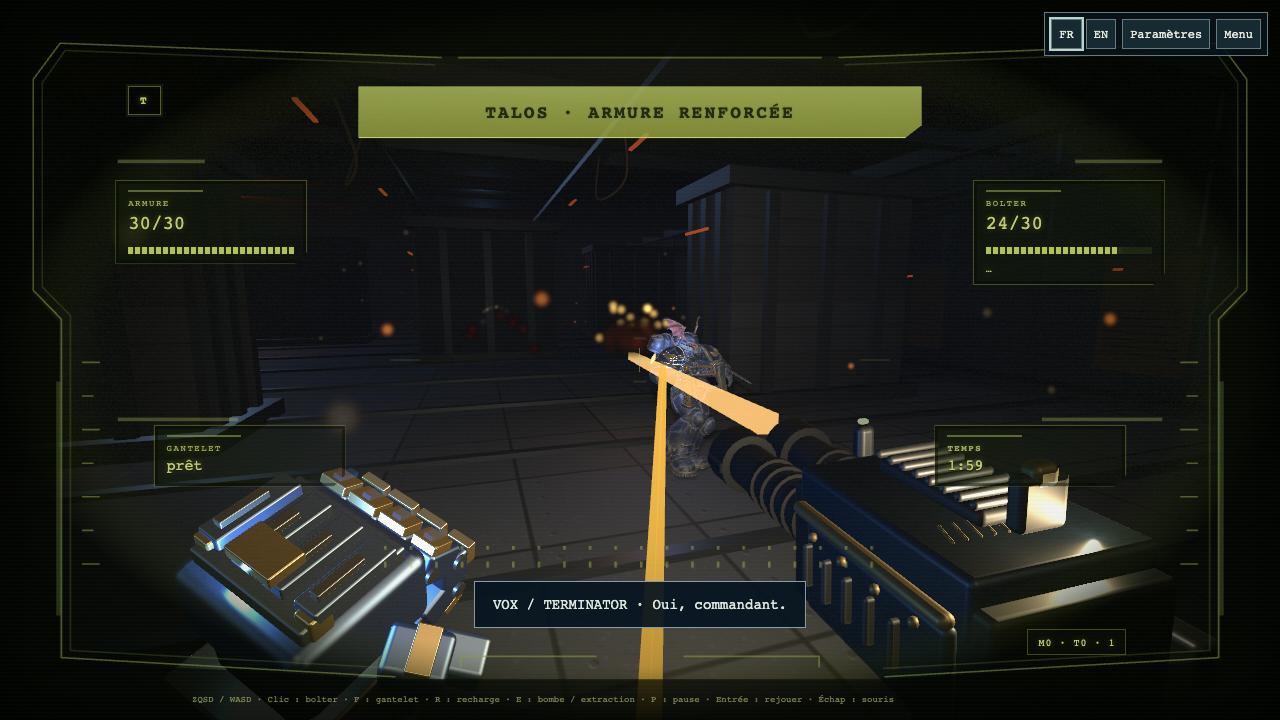 FR EN Paramètres Menu
T
TALOS · ARMURE RENFORCÉE
ARMURE
30/30
BOLTER
24/30
…
GANTELET
prêt
TEMPS
1:59
VOX / TERMINATOR · Oui, commandant.
M0 · T0 · 1
ZQSD / WASD · Clic : bolter · F : gantelet · R : recharge · E : bombe / extraction · P : pause · Entrée : rejouer · Échap : souris